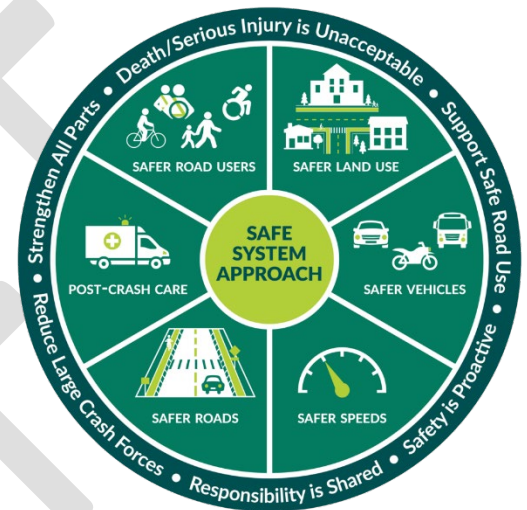 Death/Serious Injury is Unacceptable • Support Safe Road Use • Safety is Proactive • Responsibility is Shared • Reduce Large Crash Forces • Strengthen All Parts •
SAFER ROAD USERS
SAFER LAND USE
POST-CRASH CARE
SAFE
SYSTEM
APPROACH
SAFER VEHICLES
SAFER ROADS
SAFER SPEEDS